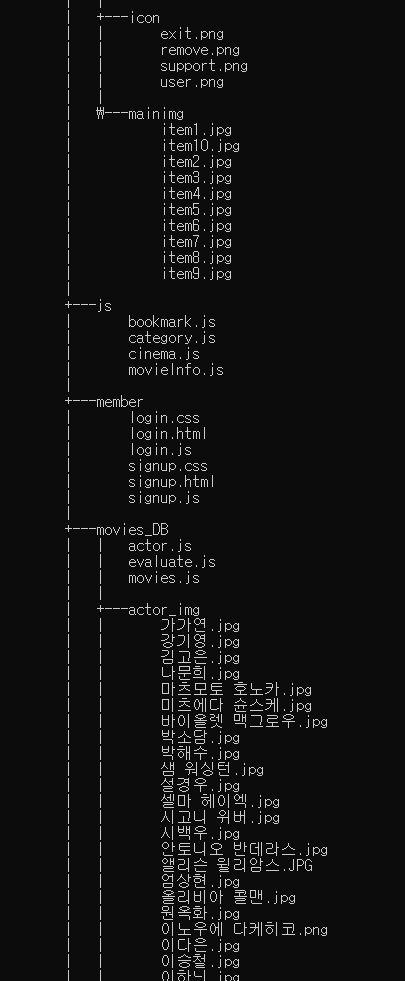 |   |
|   +---icon
|   |       exit.png
|   |       remove.png
|   |       support.png
|   |       user.png
|   |
|   ₩---mainimg
|           item1.jpg
|           item10.jpg
|           item2.jpg
|           item3.jpg
|           item4.jpg
|           item5.jpg
|           item6.jpg
|           item7.jpg
|           item8.jpg
|           item9.jpg
|
+---js
|       bookmark.js
|       category.js
|       cinema.js
|       movieInfo.js
|
+---member
|       login.css
|       login.html
|       login.js
|       signup.css
|       signup.html
|       signup.js
|
+---movies_DB
|   |   actor.js
|   |   evaluate.js
|   |   movies.js
|   |
|   +---actor_img
|   |       가가연.jpg
|   |       강기영.jpg
|   |       김고은.jpg
|   |       나문희.jpg
|   |       마츠모토 호노카.jpg
|   |       미츠에다 슌스케.jpg
|   |       바이올렛 맥그로우.jpg
|   |       박소담.jpg
|   |       박해수.jpg
|   |       샘 워싱턴.jpg
|   |       설경우.jpg
|   |       셀마 헤이엑.jpg
|   |       시고니 위버.jpg
|   |       시백우.jpg
|   |       안토니오 반데라스.jpg
|   |       앨리슨 윌리암스.JPG
|   |       엄상현.jpg
|   |       올리비아 콜맨.jpg
|   |       원옥화.jpg
|   |       이노우에 다케히코.png
|   |       이다은.jpg
|   |       이승철.jpg
|   |       이하늬.jpg